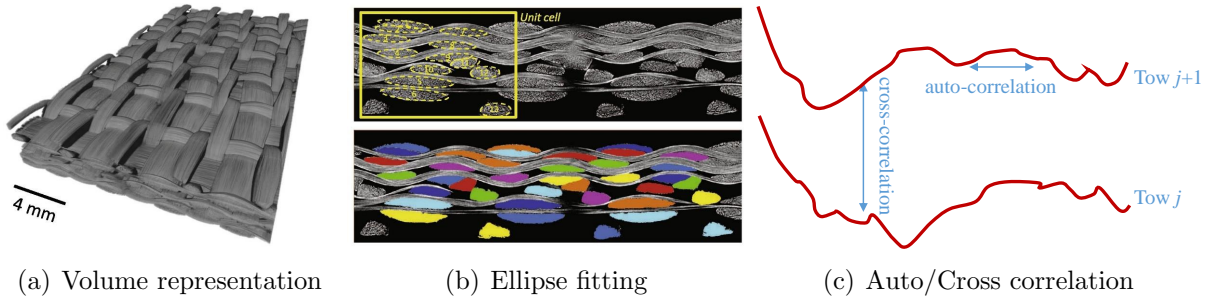 4 mm
Unit cell
cross-correlation
auto-correlation
Tow j+1
Tow j
(a) Volume representation
(b) Ellipse fitting
(c) Auto/Cross correlation